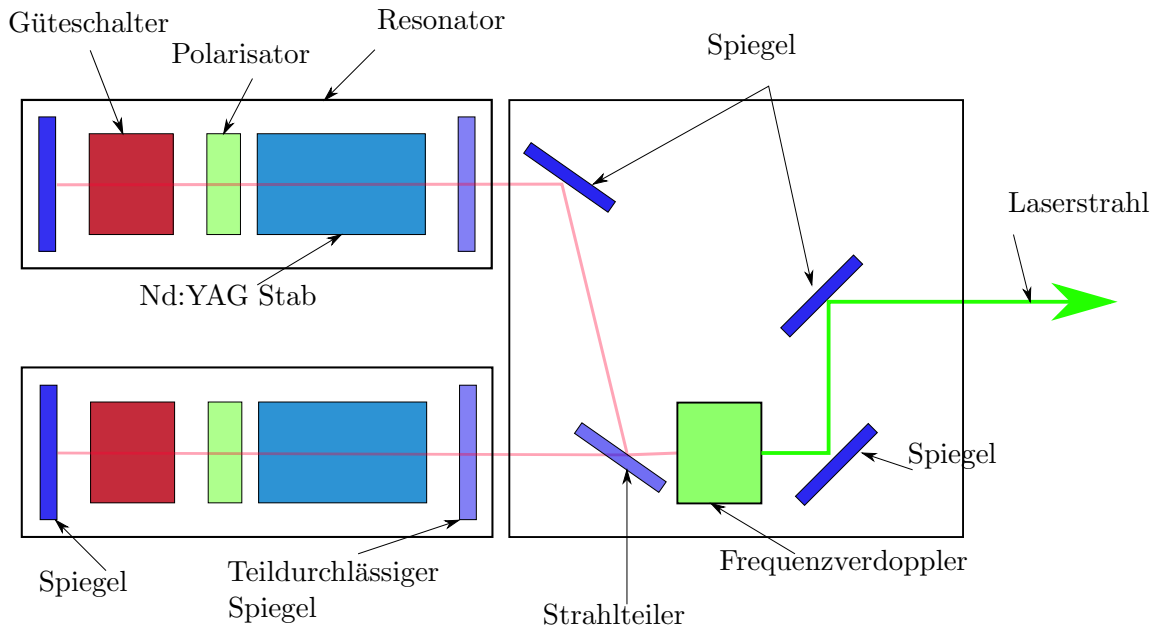 Güteschalter
Polarisator
Resonator
Spiegel
Laserstrahl
Nd:YAG Stab
Spiegel
Spiegel
Teildurchlässiger
Spiegel
Frequenzverdoppler
Strahlteiler